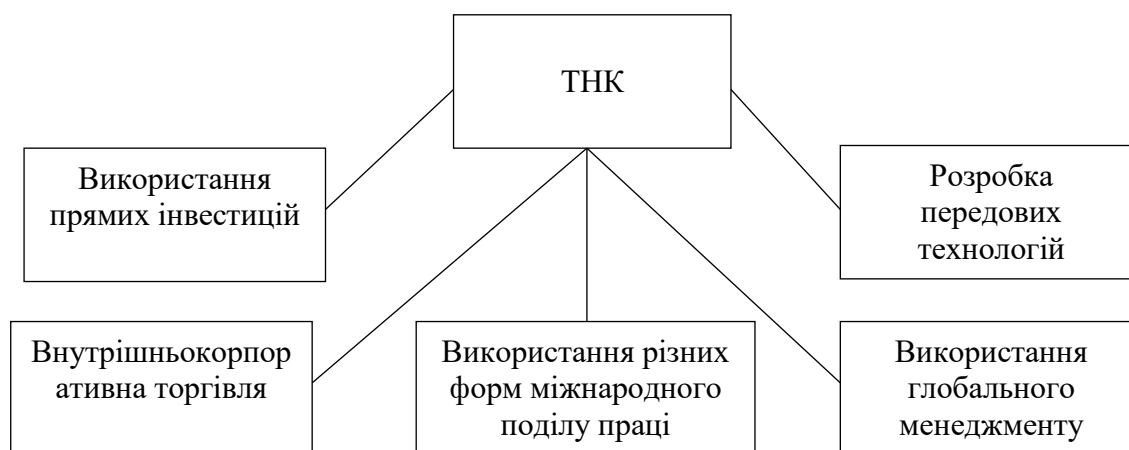 ТНК
Використання
прямих інвестицій
Розробка
передових
технологій
Внутрішньокорпор
ативна торгівля
Використання різних
форм міжнародного
поділу праці
Використання
глобального
менеджменту